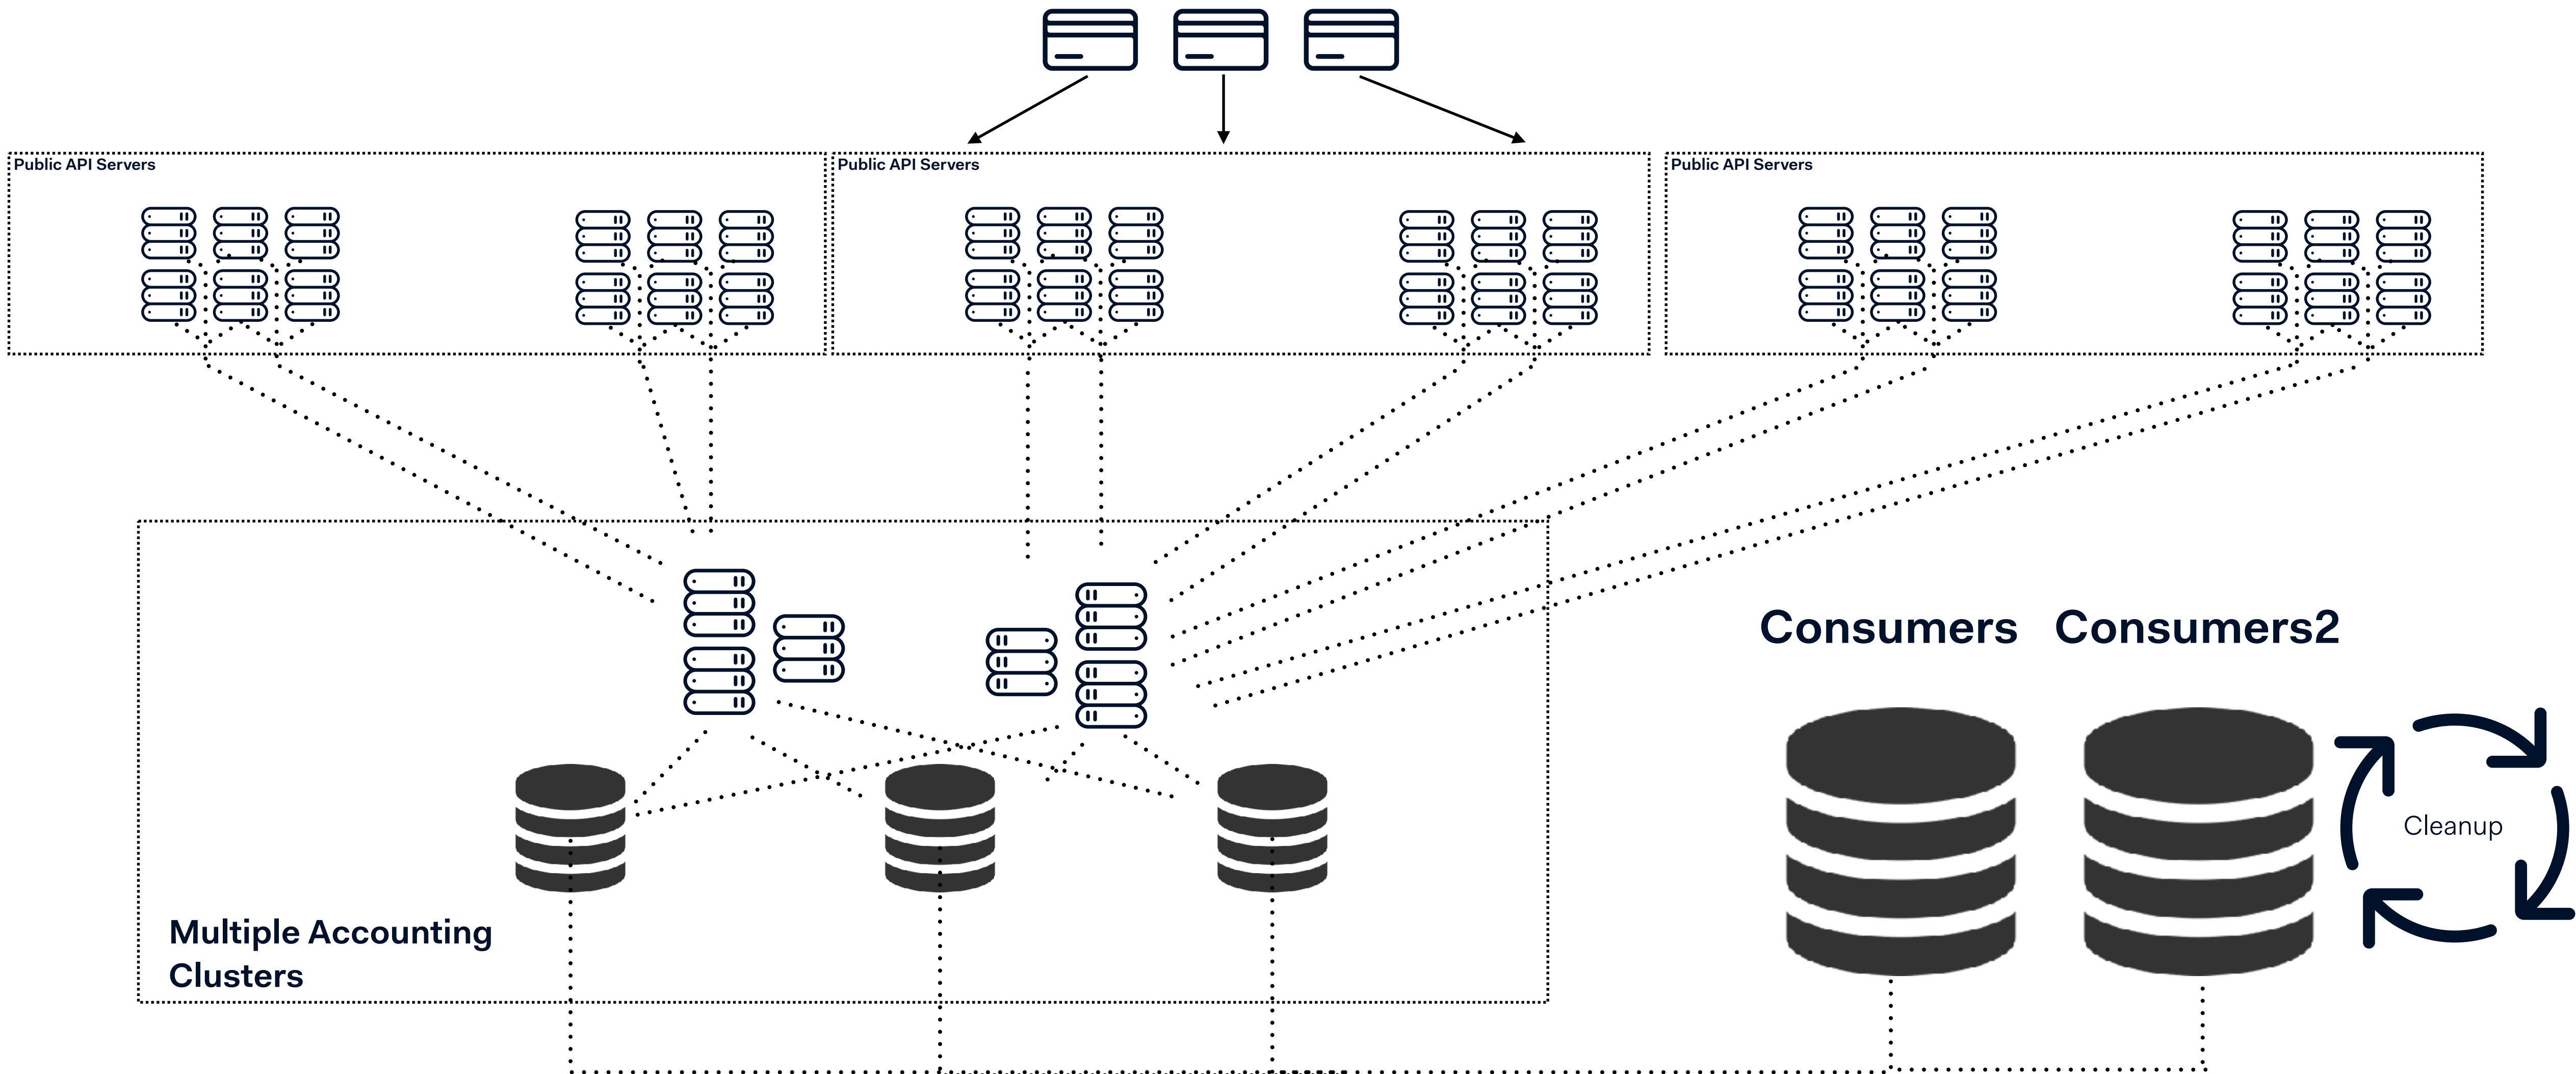 Public API Servers
Public API Servers
Public API Servers
Consumers
Consumers2
Cleanup
Multiple Accounting
Clusters